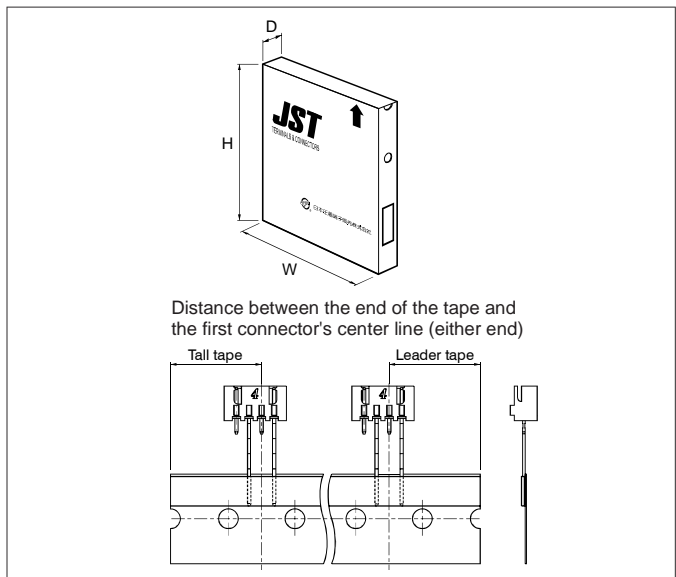 D
JST
TERMINALS & CONNECTORS
H
W
Distance between the end of the tape and
the first connector's center line (either end)
Tall tape
Leader tape
4
4